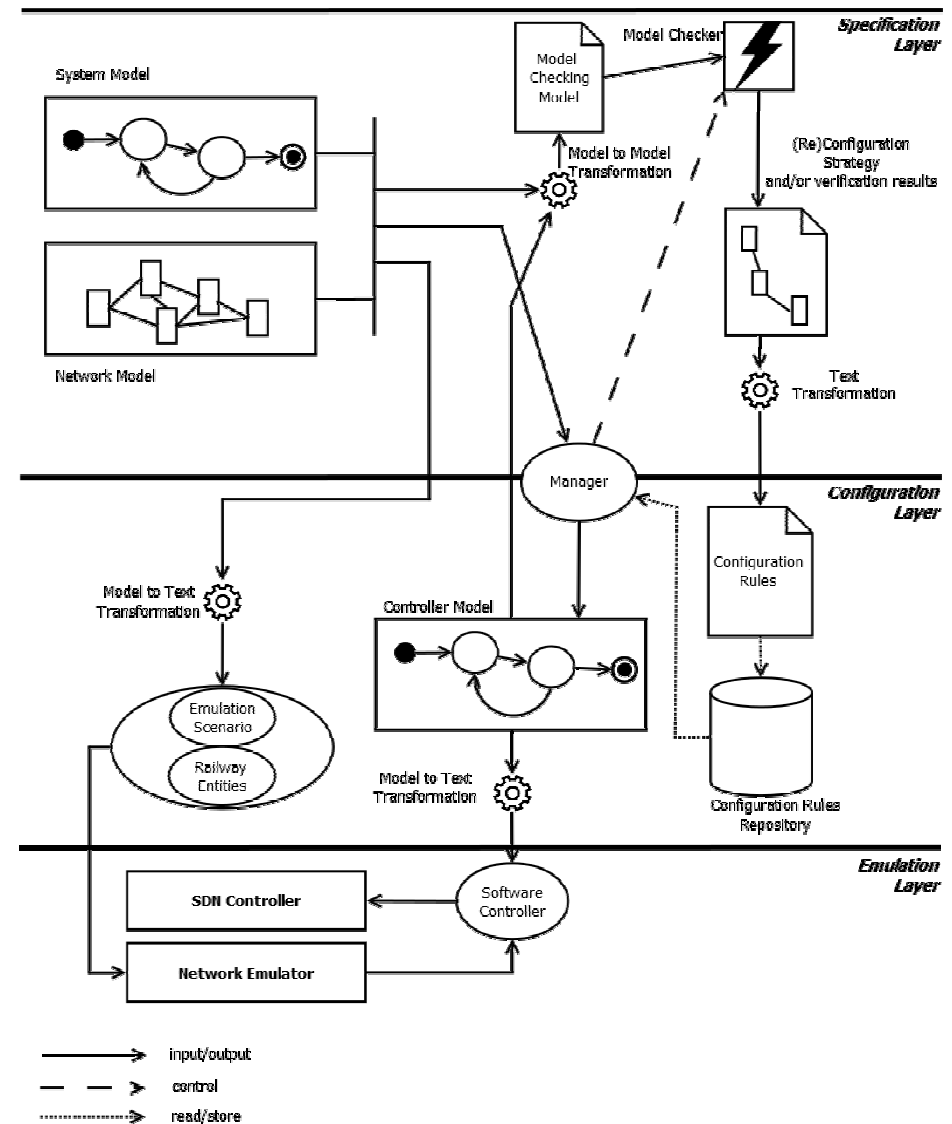 Specification
Layer
Model Checker
System Model
Model
Checking
Model
(Re)Configuration
Strategy
and/or verification results
Model to Model
Transformation
Network Model
Text
Transformation
Manager
Configuration
Layer
Configuration
Rules
Model to Text
Transformation
Controller Model
Emulation
Scenario
Railway
Entities
Model to Text
Transformation
Configuration Rules
Repository
Emulation
Layer
Software
Controller
SDN Controller
Network Emulator
input/output
control
read/store